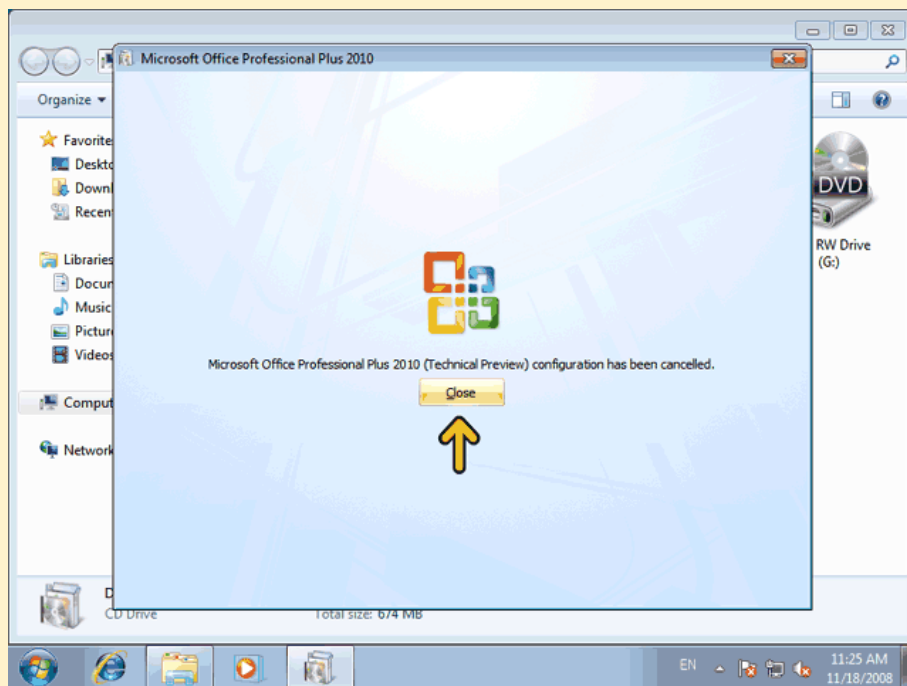 Microsoft Office Professional Plus 2010
Organize
Favorite
Deskto
Downl
Recen
Libraries
Docur
Music
Pictur
Videos
Comput
Network
DVD
RW Drive
(G:)
Microsoft Office Professional Plus 2010 (Technical Preview) configuration has been cancelled.
Close
D
CD Drive
Total size: 674 MB
EN
11:25 AM
11/18/2008